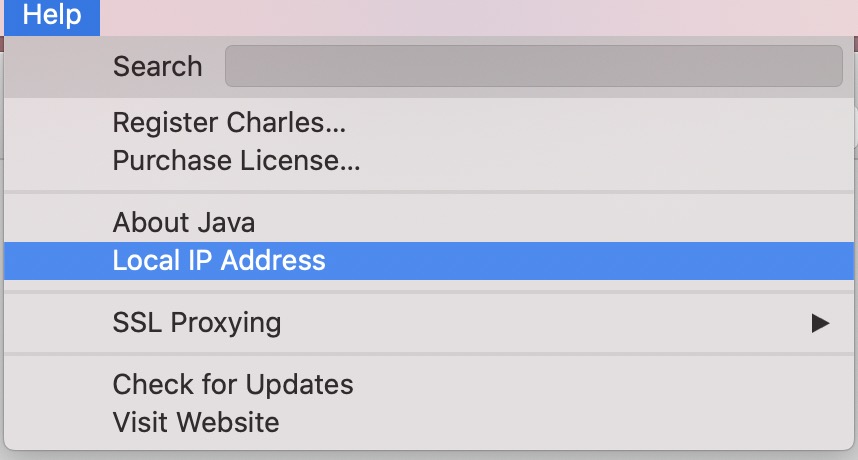 Help
Search
Register Charles...
Purchase License...
About Java
Local IP Address
SSL Proxying
Check for Updates
Visit Website